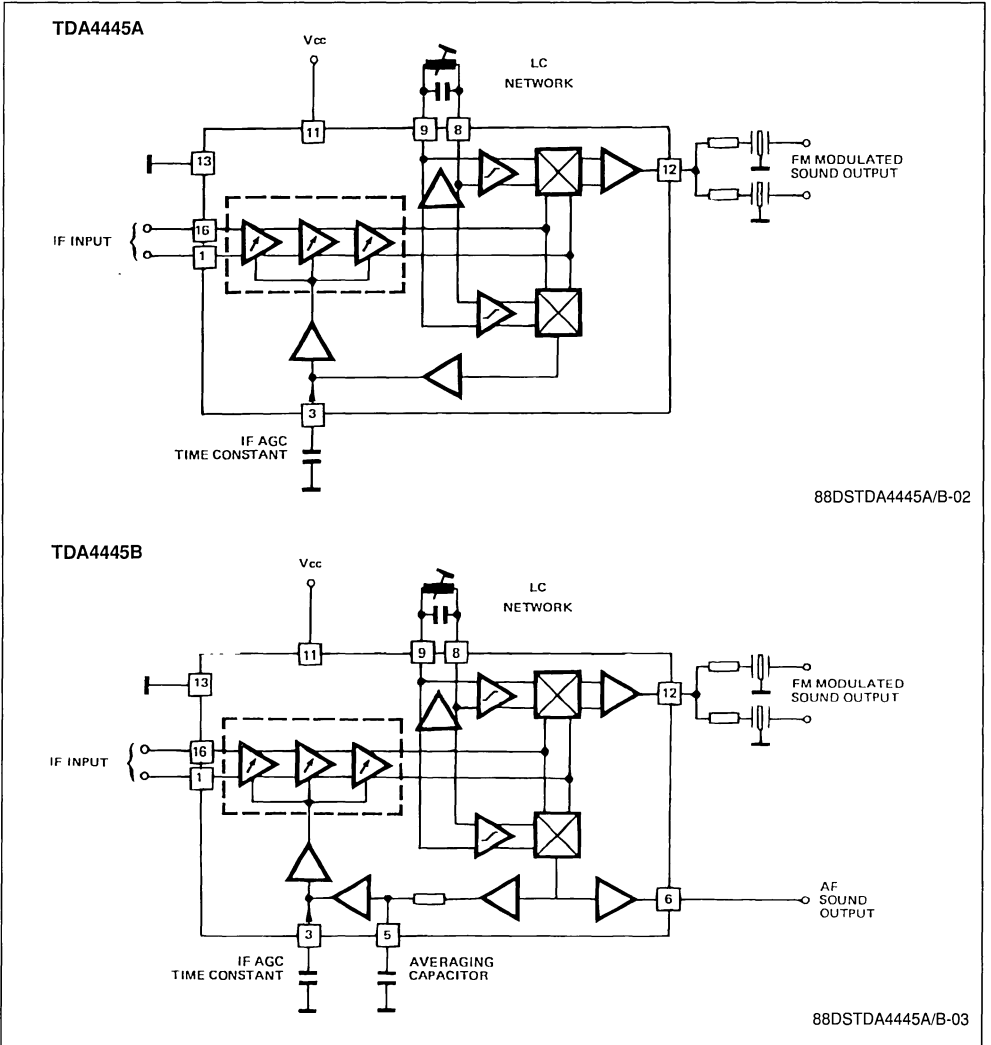 TDA4445A
Vcc
LC
NETWORK
11
9
8
13
12
FM MODULATED
SOUND OUTPUT
16
IF INPUT
1
3
IF AGC
TIME CONSTANT
88DSTDA4445A/B-02
TDA4445B
Vcc
LC
NETWORK
11
9
8
13
12
FM MODULATED
SOUND OUTPUT
16
IF INPUT
1
6
AF
SOUND
OUTPUT
3
5
IF AGC
TIME CONSTANT
AVERAGING
CAPACITOR
88DSTDA4445A/B-03